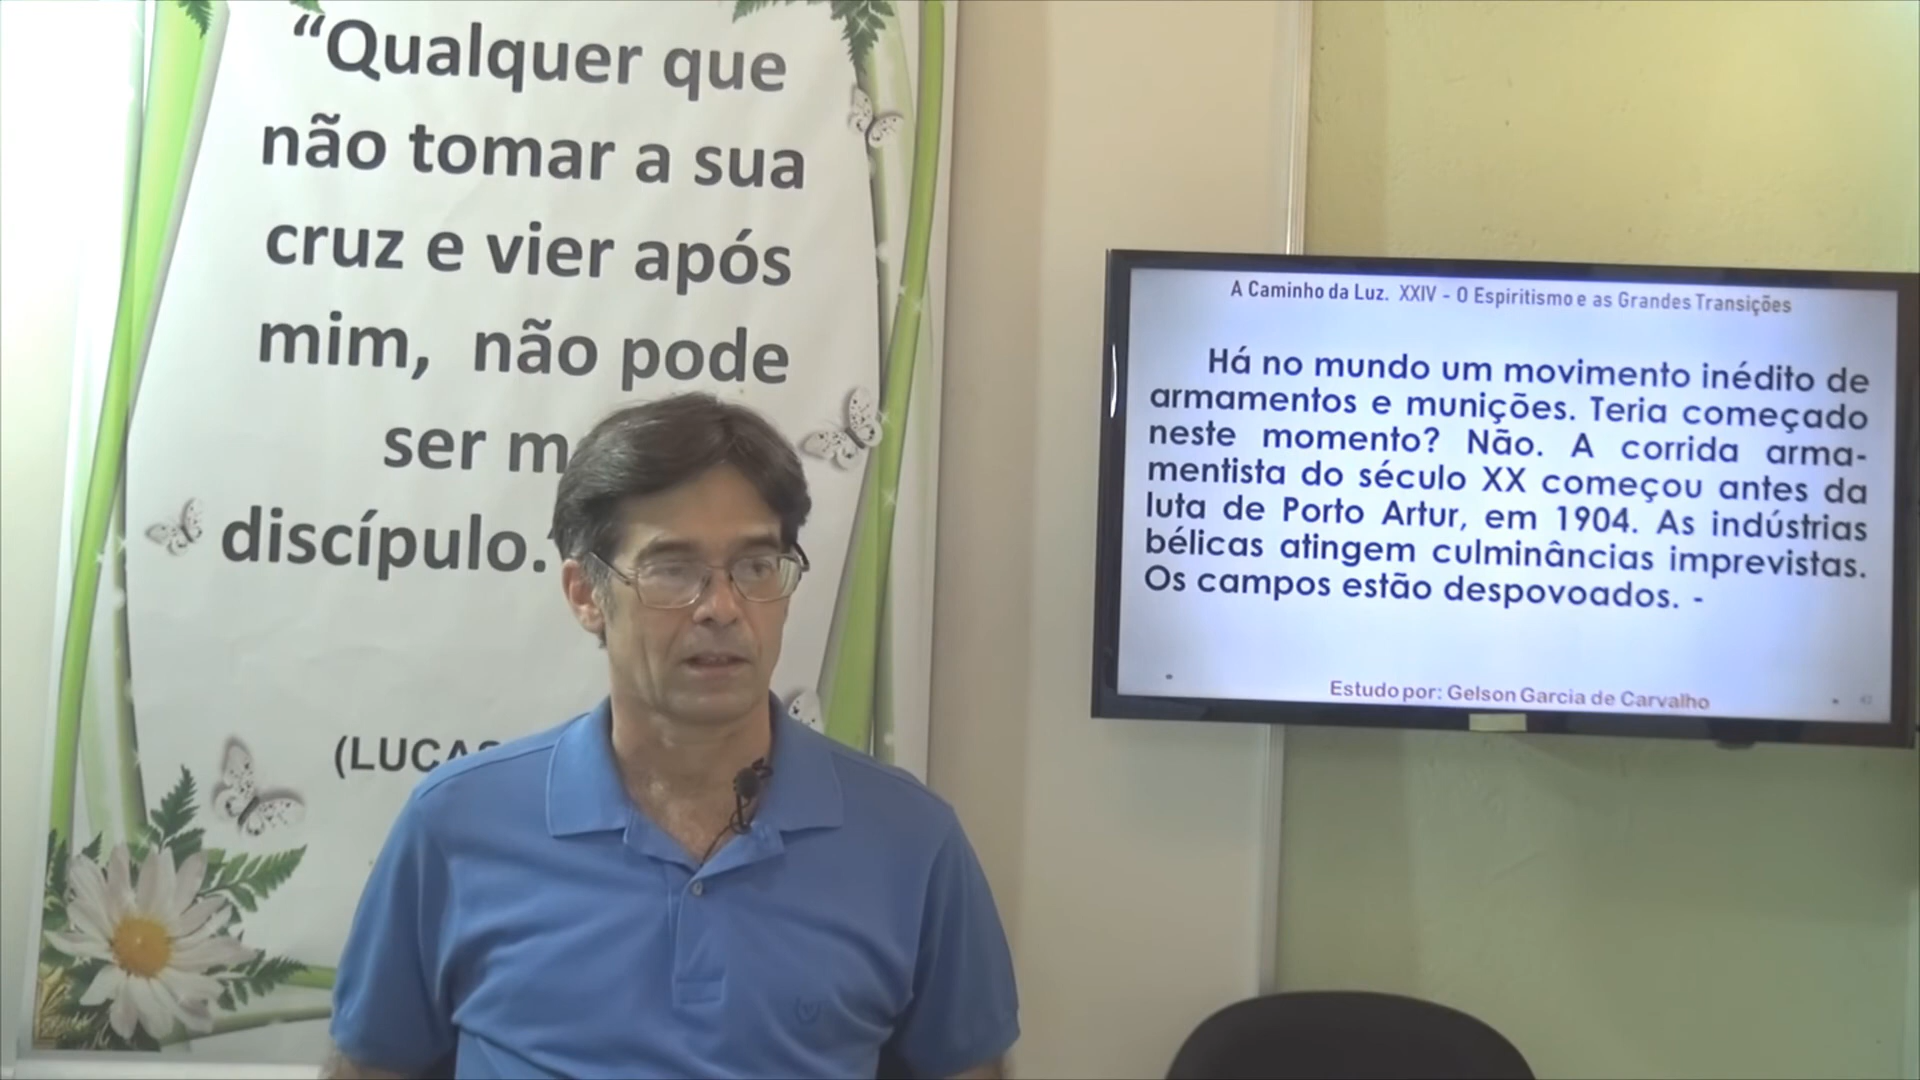 “Qualquer que
não tomar a sua
cruz e vier após
mim, não pode
ser m
discípulo.
(LUCAS
A Caminho da Luz. XXIV - O Espiritismo e as Grandes Transições
Há no mundo um movimento inédito de
armamentos e munições. Teria começado
neste momento? Não. A corrida arma-
mentista do século XX começou antes da
luta de Porto Artur, em 1904. As indústrias
bélicas atingem culminâncias imprevistas.
Os campos estão despovoados. -
Estudo por: Gelson Garcia de Carvalho